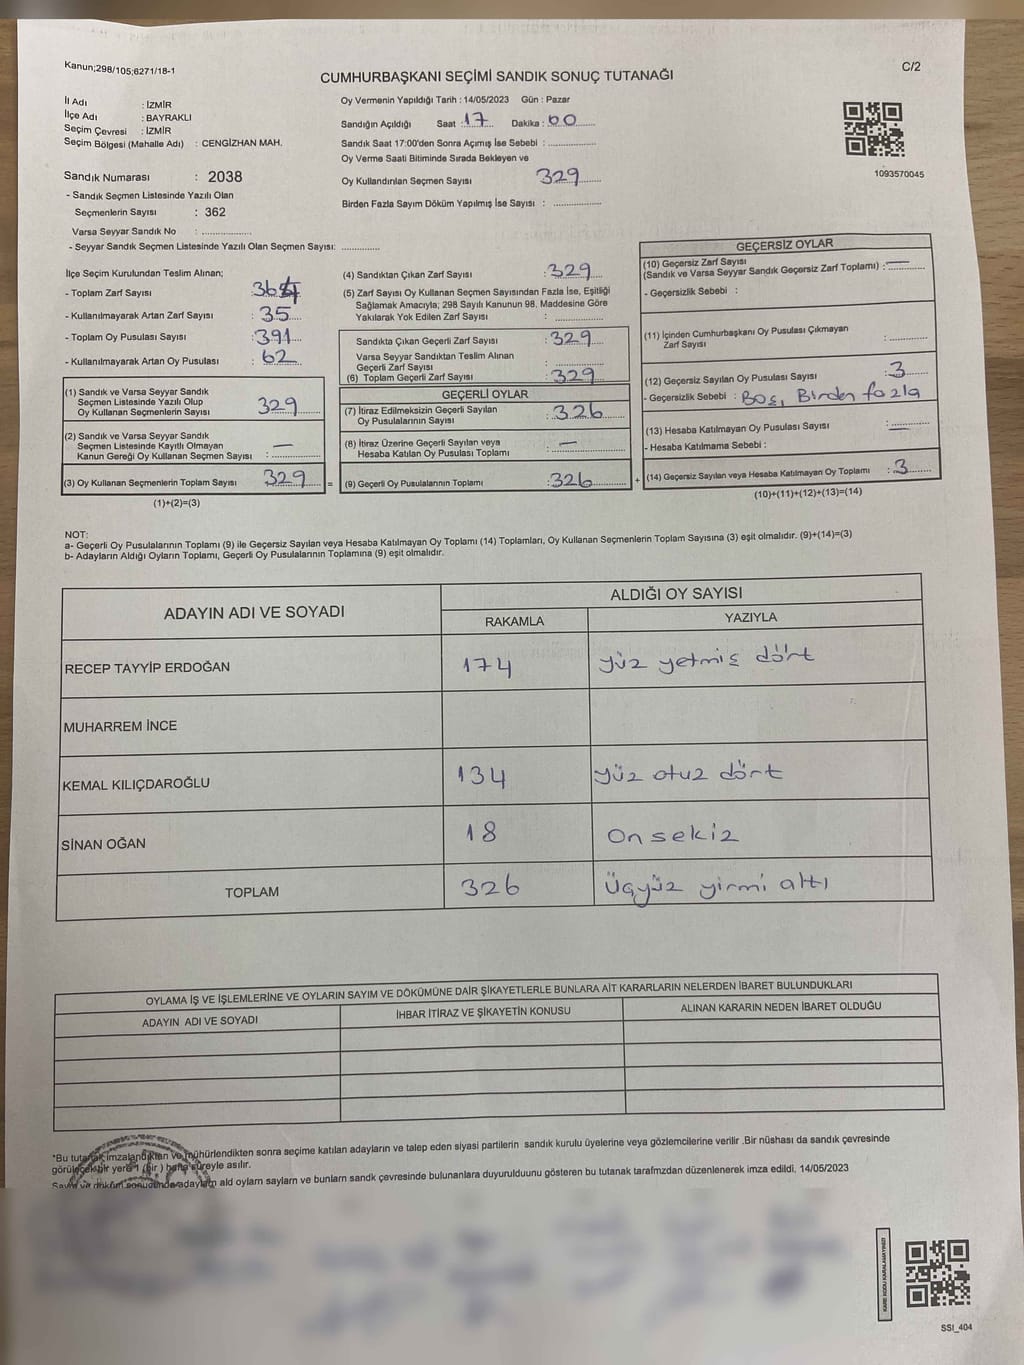 Kanun;298/105;6271/18-1
C/2
CUMHURBAŞKANI SEÇİMİ SANDIK SONUÇ TUTANAĞI
İl Adı : İZMİR
İlçe Adı : BAYRAKLI
Seçim Çevresi : İZMİR
Seçim Bölgesi (Mahalle Adı) : CENGİZHAN MAH.
Sandık Numarası : 2038
- Sandık Seçmen Listesinde Yazılı Olan
Seçmenlerin Sayısı : 362
Varsa Seyyar Sandık No : ..................
- Seyyar Sandık Seçmen Listesinde Yazılı Olan Seçmen Sayısı: .............
Oy Vermenin Yapıldığı Tarih : 14/05/2023 Gün : Pazar
Sandığın Açıldığı Saat : 17 Dakika : 00
Sandık Saat 17:00'den Sonra Açımış İse Sebebi : ................
Oy Verme Saati Bitiminde Sırada Bekleyen ve
Oy Kullandırılan Seçmen Sayısı 329
Birden Fazla Sayım Döküm Yapılmış İse Sayısı : ................
1093570045
İlçe Seçim Kurulundan Teslim Alınan;
- Toplam Zarf Sayısı : 364
- Kullanılmayarak Artan Zarf Sayısı : 35
- Toplam Oy Pusulası Sayısı : 391
- Kullanılmayarak Artan Oy Pusulası : 62
(1) Sandık ve Varsa Seyyar Sandık
Seçmen Listesinde Yazılı Olup
Oy Kullanan Seçmenlerin Sayısı 329
(2) Sandık ve Varsa Seyyar Sandık
Seçmen Listesinde Kayıtlı Olmayan
Kanun Gereği Oy Kullanan Seçmen Sayısı : —
(3) Oy Kullanan Seçmenlerin Toplam Sayısı 329 =
(1)+(2)=(3)
(4) Sandıktan Çıkan Zarf Sayısı : 329
(5) Zarf Sayısı Oy Kullanan Seçmen Sayısından Fazla İse, Eşitliği
Sağlamak Amacıyla; 298 Sayılı Kanunun 98. Maddesine Göre
Yakılarak Yok Edilen Zarf Sayısı : ................
Sandıkta Çıkan Geçerli Zarf Sayısı : 329
Varsa Seyyar Sandıktan Teslim Alınan
Geçerli Zarf Sayısı : ................
(6) Toplam Geçerli Zarf Sayısı : 329
GEÇERLİ OYLAR
(7) İtiraz Edilmeksizin Geçerli Sayılan
Oy Pusulalarının Sayısı : 326
(8) İtiraz Üzerine Geçerli Sayılan veya
Hesaba Katılan Oy Pusulası Toplamı : —
(9) Geçerli Oy Pusulalarının Toplamı : 326 +
GEÇERSİZ OYLAR
(10) Geçersiz Zarf Sayısı
(Sandık ve Varsa Seyyar Sandık Geçersiz Zarf Toplamı) : —
- Geçersizlik Sebebi :
(11) İçinden Cumhurbaşkanı Oy Pusulası Çıkmayan
Zarf Sayısı : ............
(12) Geçersiz Sayılan Oy Pusulası Sayısı : 3
- Geçersizlik Sebebi : Boş, Birden fazla
(13) Hesaba Katılmayan Oy Pusulası Sayısı : —
- Hesaba Katılmama Sebebi :
(14) Geçersiz Sayılan veya Hesaba Katılmayan Oy Toplamı : 3
(10)+(11)+(12)+(13)=(14)
NOT:
a- Geçerli Oy Pusulalarının Toplamı (9) ile Geçersiz Sayılan veya Hesaba Katılmayan Oy Toplamı (14) Toplamları, Oy Kullanan Seçmenlerin Toplam Sayısına (3) eşit olmalıdır. (9)+(14)=(3)
b- Adayların Aldığı Oyların Toplamı, Geçerli Oy Pusulalarının Toplamına (9) eşit olmalıdır.
ADAYIN ADI VE SOYADI
ALDIĞI OY SAYISI
RAKAMLA YAZIYLA
RECEP TAYYİP ERDOĞAN 174 yüz yetmiş dört
MUHARREM İNCE
KEMAL KILIÇDAROĞLU 134 yüz otuz dört
SİNAN OĞAN 18 On sekiz
TOPLAM 326 Üçyüz yirmi altı
OYLAMA İŞ VE İŞLEMLERİNE VE OYLARIN SAYIM VE DÖKÜMÜNE DAİR ŞİKAYETLERLE BUNLARA AİT KARARLARIN NELERDEN İBARET BULUNDUKLARI
ADAYIN ADI VE SOYADI İHBAR İTİRAZ VE ŞİKAYETİN KONUSU ALINAN KARARIN NEDEN İBARET OLDUĞU
*Bu tutanak imzalandıktan ve mühürlendikten sonra seçime katılan adayların ve talep eden siyasi partilerin sandık kurulu üyelerine veya gözlemcilerine verilir .Bir nüshası da sandık çevresinde
görülecek bir yere 1 (bir ) hafta süreyle asılır.
Sayım ve döküm sonucunda adayların ald oyların sayların ve bunların sandk çevresinde bulunanlara duyurulduunu gösteren bu tutanak tarafmzdan düzenlenerek imza edildi. 14/05/2023
KARE KODU KARALAMAYINIZ!
SSİ_404